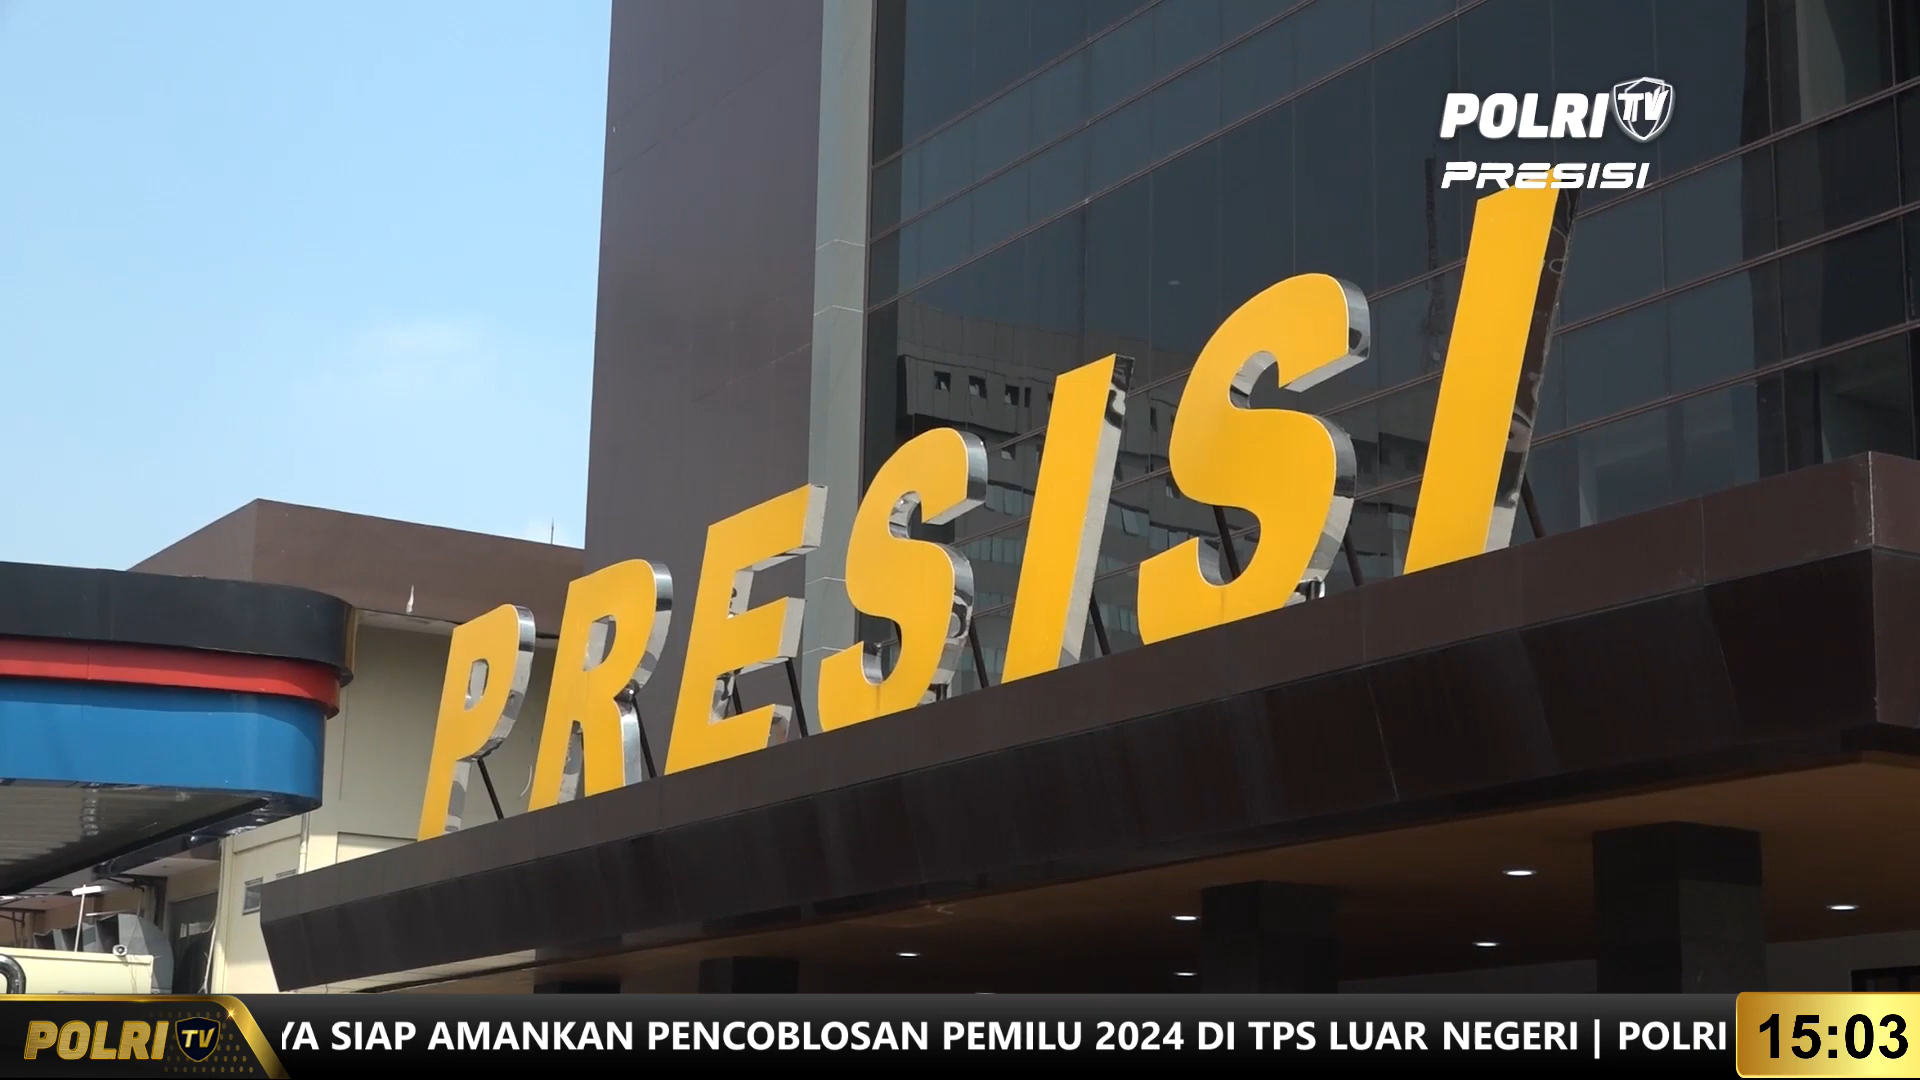 POLRI TV
PRESISI
PRESISI
POLRI TV
YA SIAP AMANKAN PENCOBLOSAN PEMILU 2024 DI TPS LUAR NEGERI | POLRI
15:03